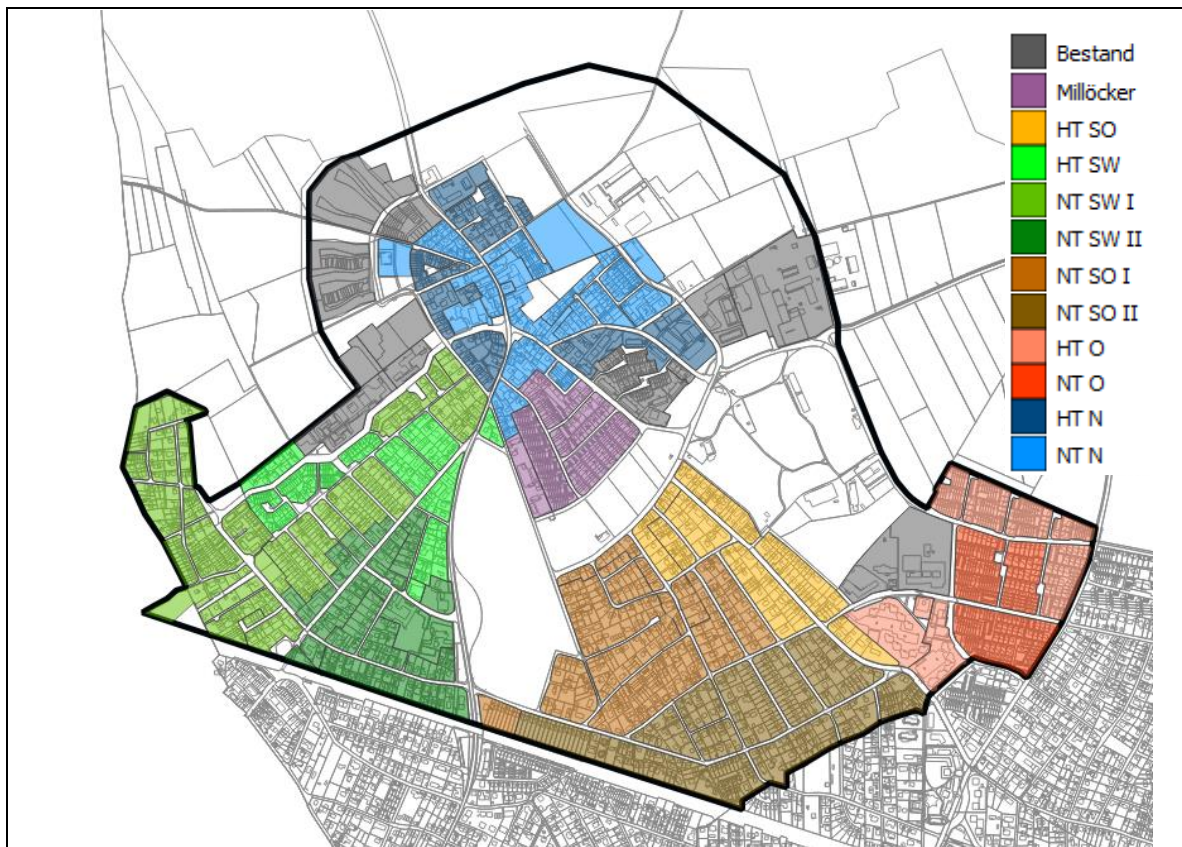 Bestand
Millöcker
HT SO
HT SW
NT SW I
NT SW II
NT SO I
NT SO II
HT O
NT O
HT N
NT N